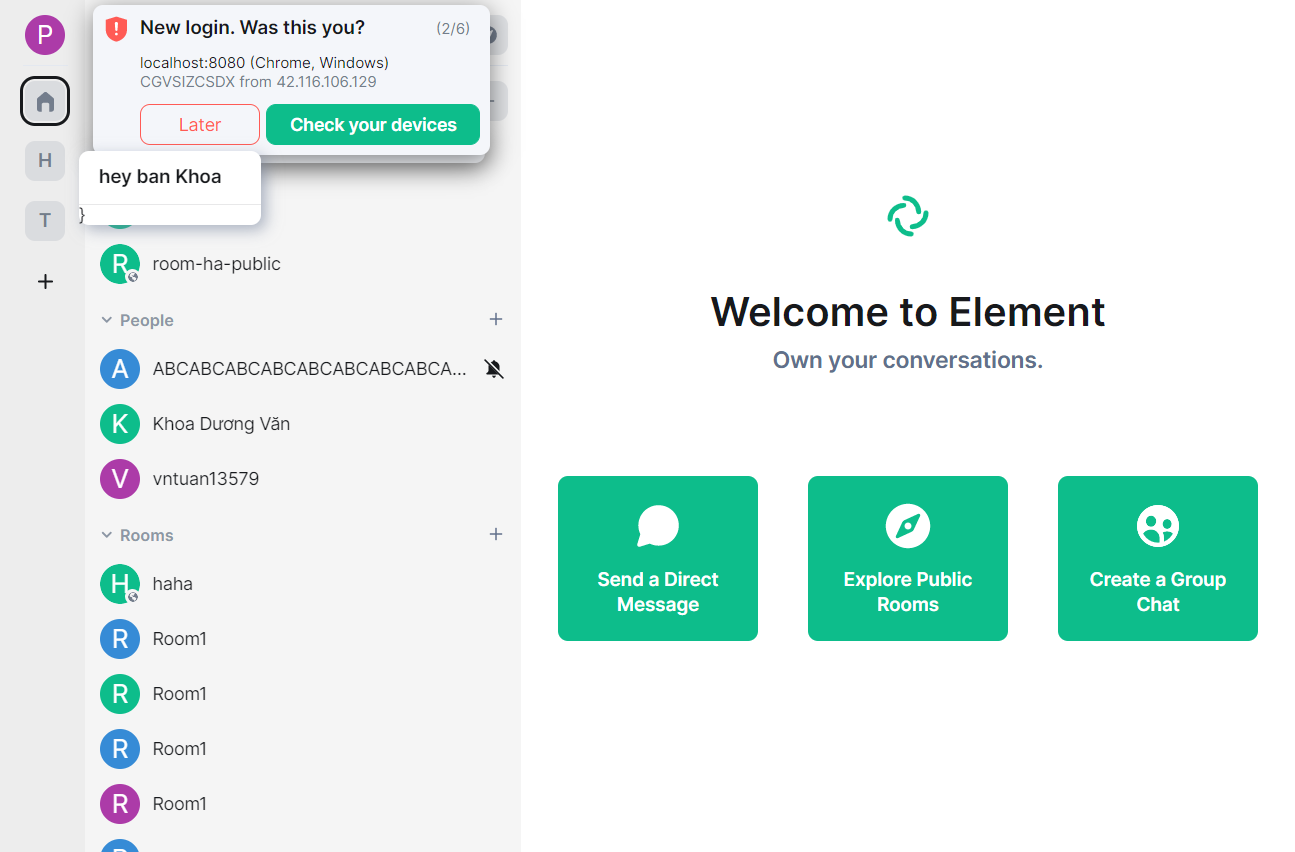 P
New login. Was this you?
(2/6)
localhost:8080 (Chrome, Windows)
CGVSIZCSDX from 42.116.106.129
Later
Check your devices
H
hey ban Khoa
}
T
R
room-ha-public
People
A
ABCABCABCABCABCABCABCABCA...
K
Khoa Dương Văn
V
vntuan13579
Rooms
H
haha
R
Room1
R
Room1
R
Room1
R
Room1
Welcome to Element
Own your conversations.
Send a Direct
Message
Explore Public
Rooms
Create a Group
Chat